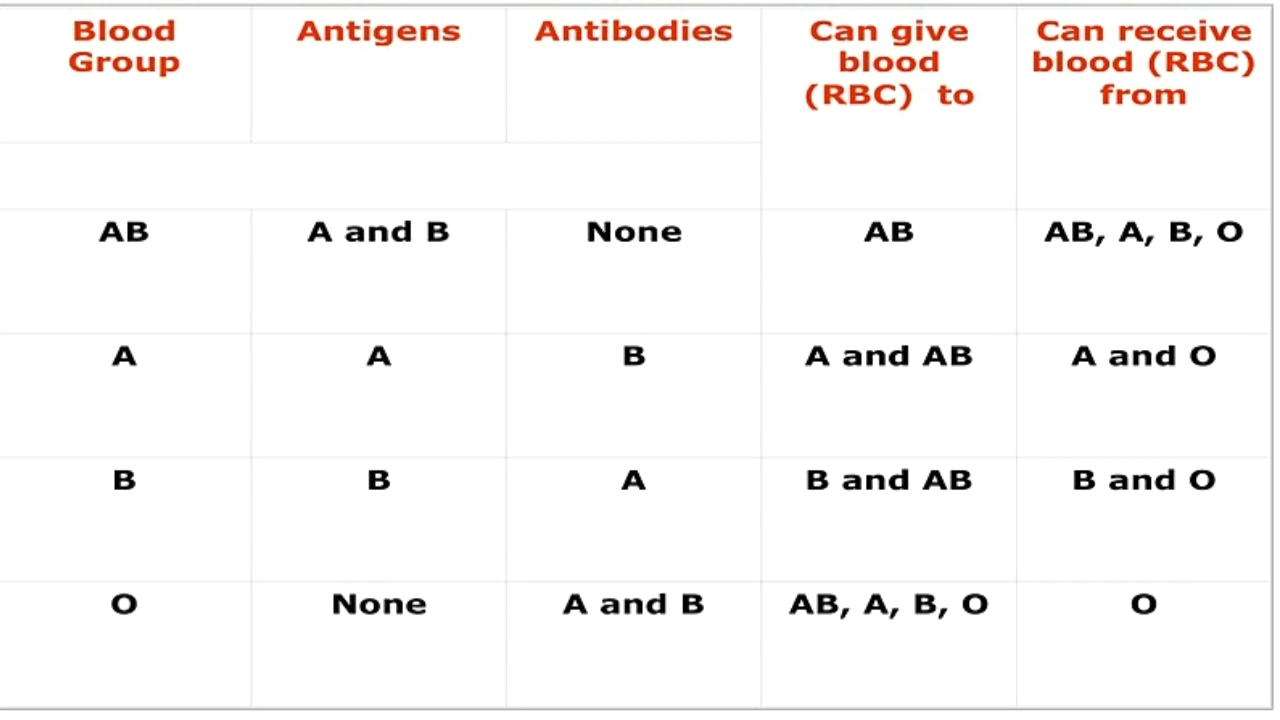 Blood Group Antigens Antibodies Can give blood (RBC) to Can receive blood (RBC) from
AB A and B None AB AB, A, B, O
A A B A and AB A and O
B B A B and AB B and O
O None A and B AB, A, B, O O